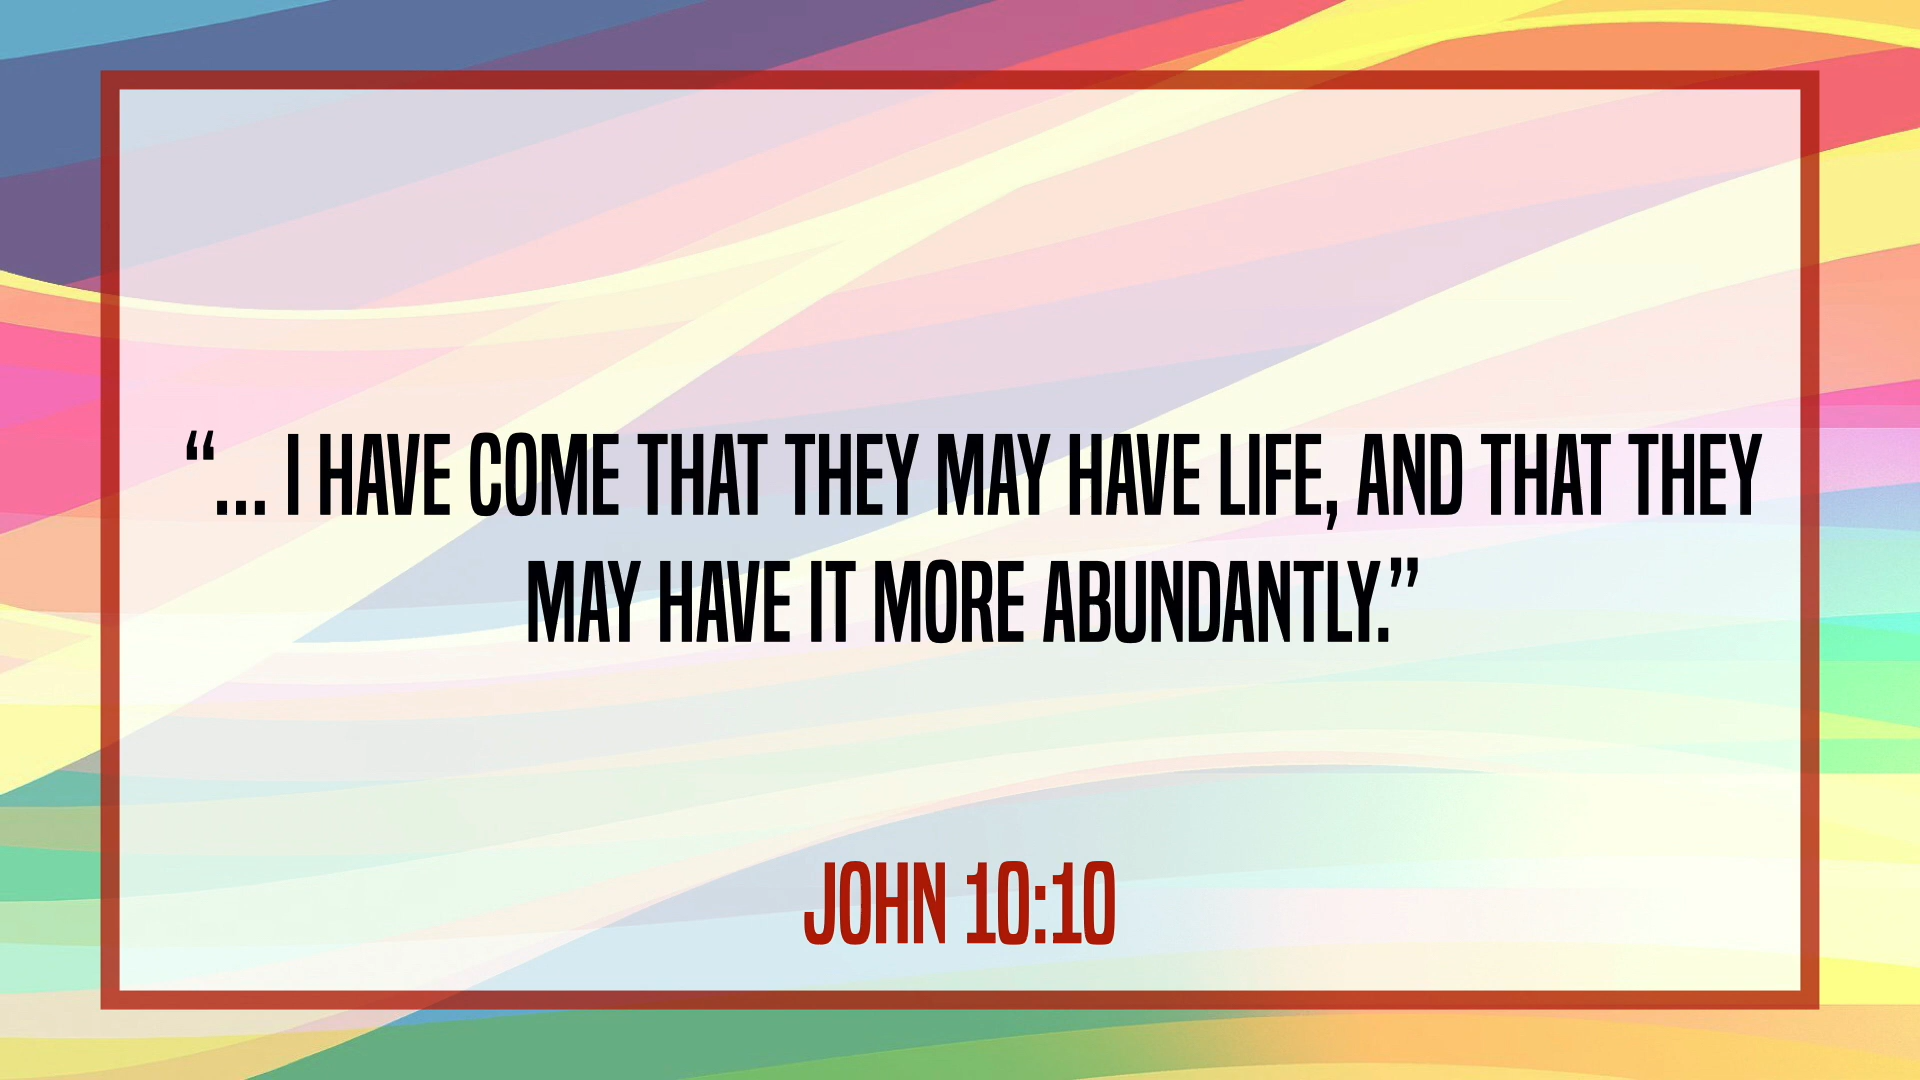 “... I HAVE COME THAT THEY MAY HAVE LIFE, AND THAT THEY
MAY HAVE IT MORE ABUNDANTLY.”
JOHN 10:10